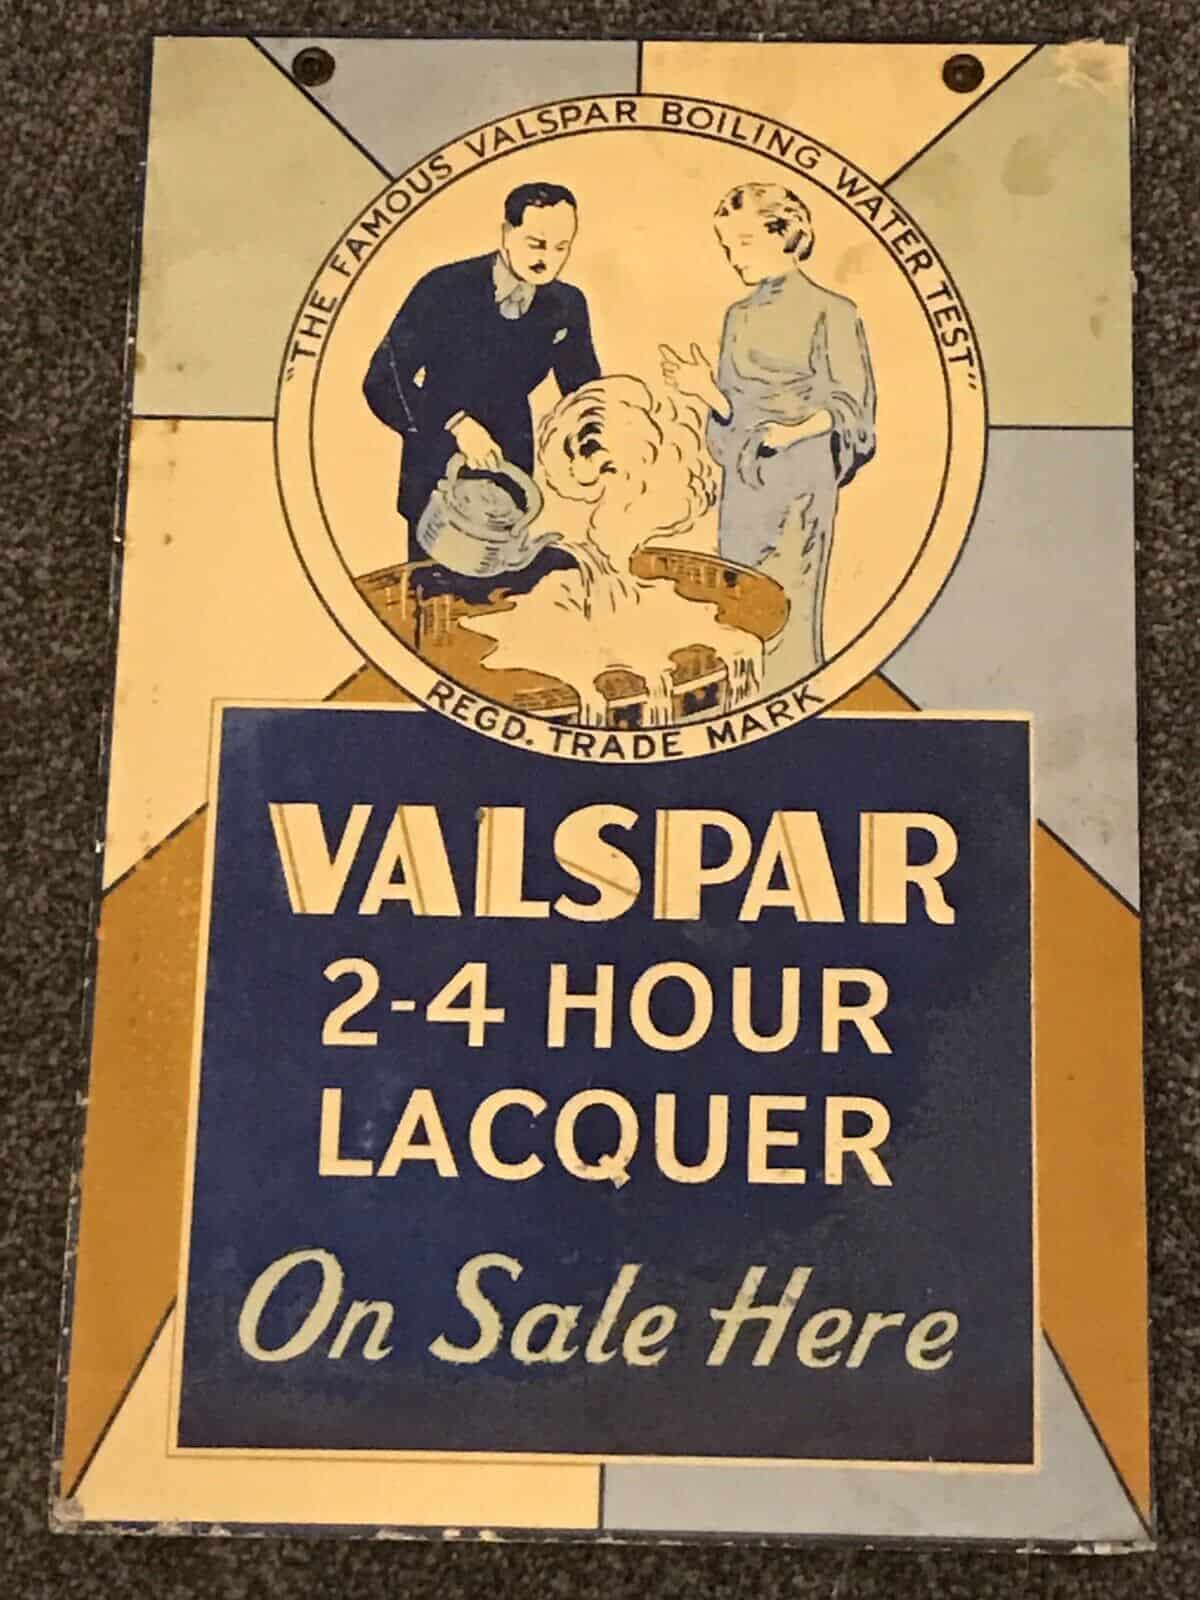 "THE FAMOUS VALSPAR BOILING WATER TEST"
REGD. TRADE MARK
VALSPAR
2-4 HOUR
LACQUER
On Sale Here